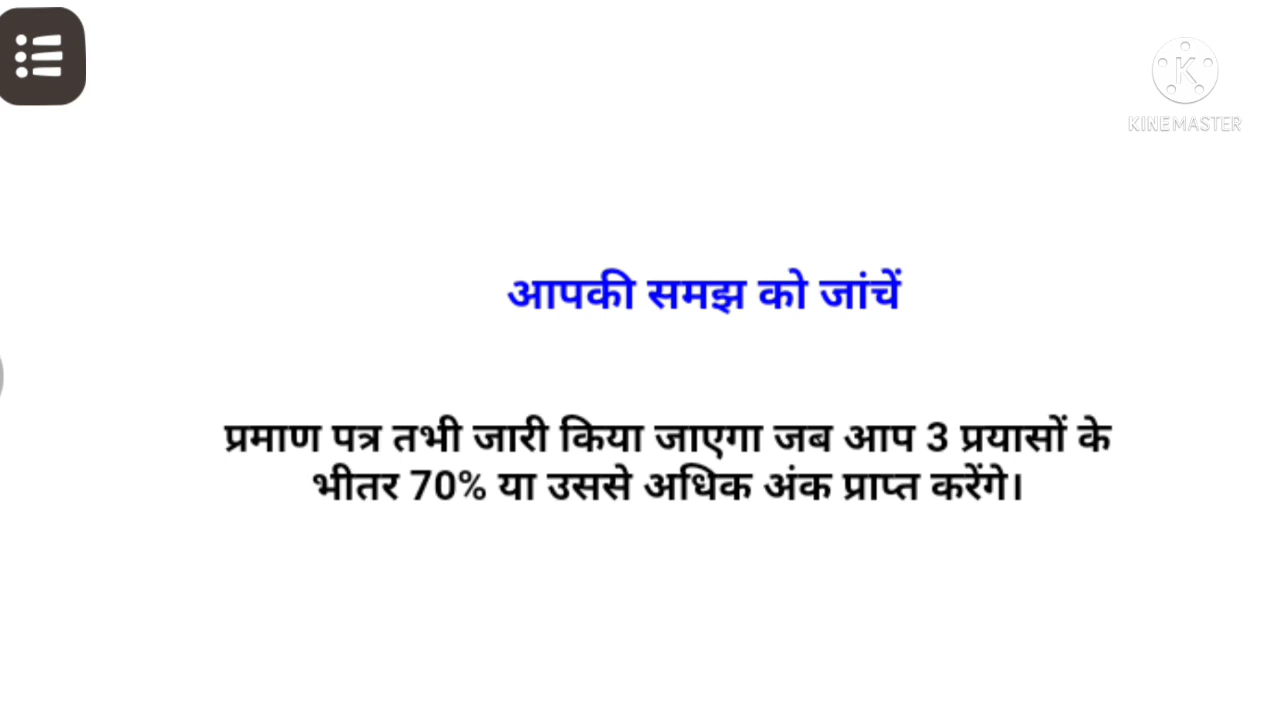 KINEMASTER
आपकी समझ को जांचें
प्रमाण पत्र तभी जारी किया जाएगा जब आप 3 प्रयासों के
भीतर 70% या उससे अधिक अंक प्राप्त करेंगे।